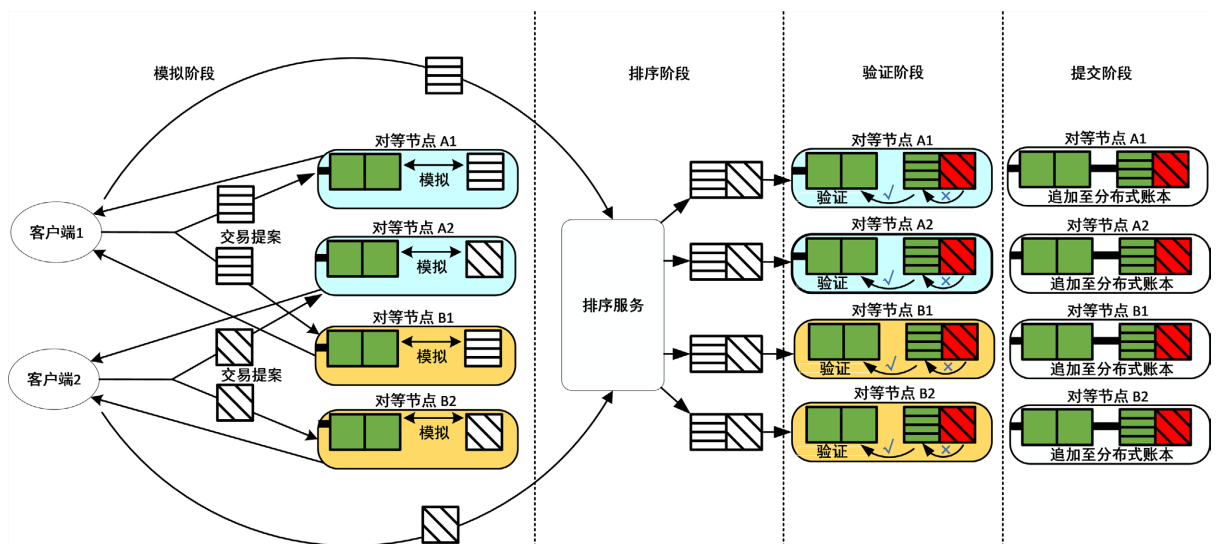 模拟阶段
排序阶段
验证阶段
提交阶段
客户端1
交易提案
客户端2
交易提案
对等节点 A1
模拟
对等节点 A2
模拟
对等节点 B1
模拟
对等节点 B2
模拟
排序服务
对等节点 A1
验证
√
×
对等节点 A2
验证
√
×
对等节点 B1
验证
√
×
对等节点 B2
验证
√
×
对等节点 A1
追加至分布式账本
对等节点 A2
追加至分布式账本
对等节点 B1
追加至分布式账本
对等节点 B2
追加至分布式账本